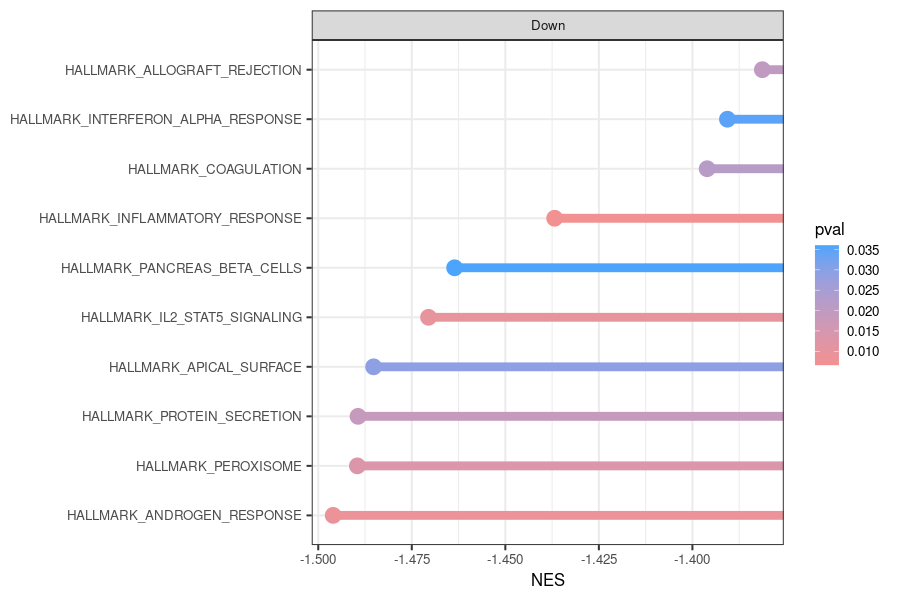 Down
HALLMARK_ALLOGRAFT_REJECTION
HALLMARK_INTERFERON_ALPHA_RESPONSE
HALLMARK_COAGULATION
HALLMARK_INFLAMMATORY_RESPONSE
HALLMARK_PANCREAS_BETA_CELLS
HALLMARK_IL2_STAT5_SIGNALING
HALLMARK_APICAL_SURFACE
HALLMARK_PROTEIN_SECRETION
HALLMARK_PEROXISOME
HALLMARK_ANDROGEN_RESPONSE
-1.500 -1.475 -1.450 -1.425 -1.400
NES
pval
0.035
0.030
0.025
0.020
0.015
0.010